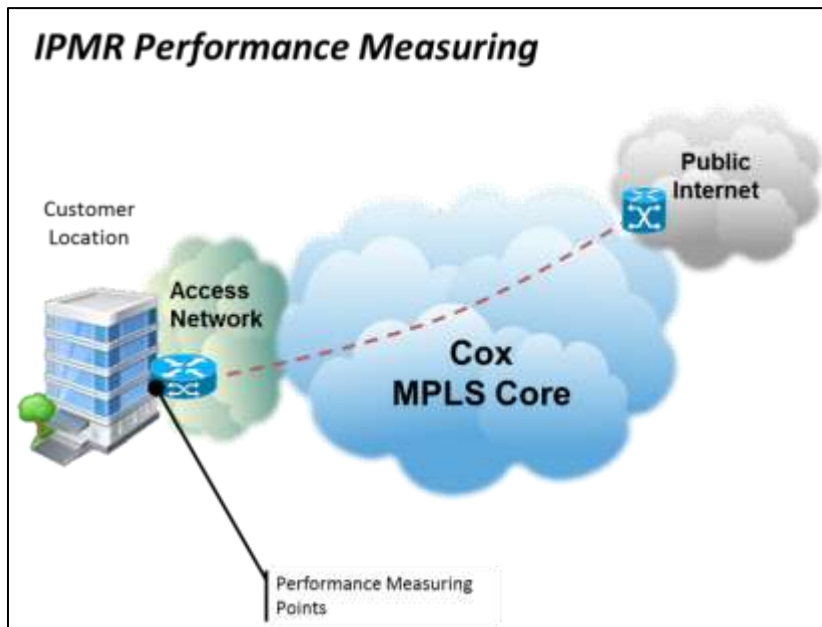 IPMR Performance Measuring
Public
Internet
Customer
Location
Access
Network
Cox
MPLS Core
Performance Measuring
Points